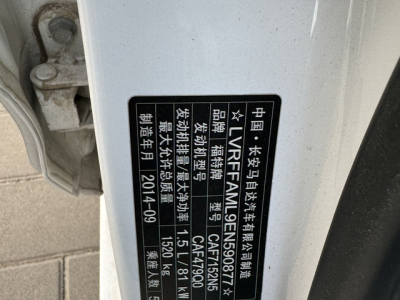 中国·长安马自达汽车有限公司制造
☆LVRFFAML9EN590877☆
品牌 福特牌 型号 CAF7152N5
发动机型号 CAF479Q0
发动机排量/最大净功率 1.5 L/81 kW
最大允许总质量 1520 kg
制造年月 2014-09 乘座人数 5